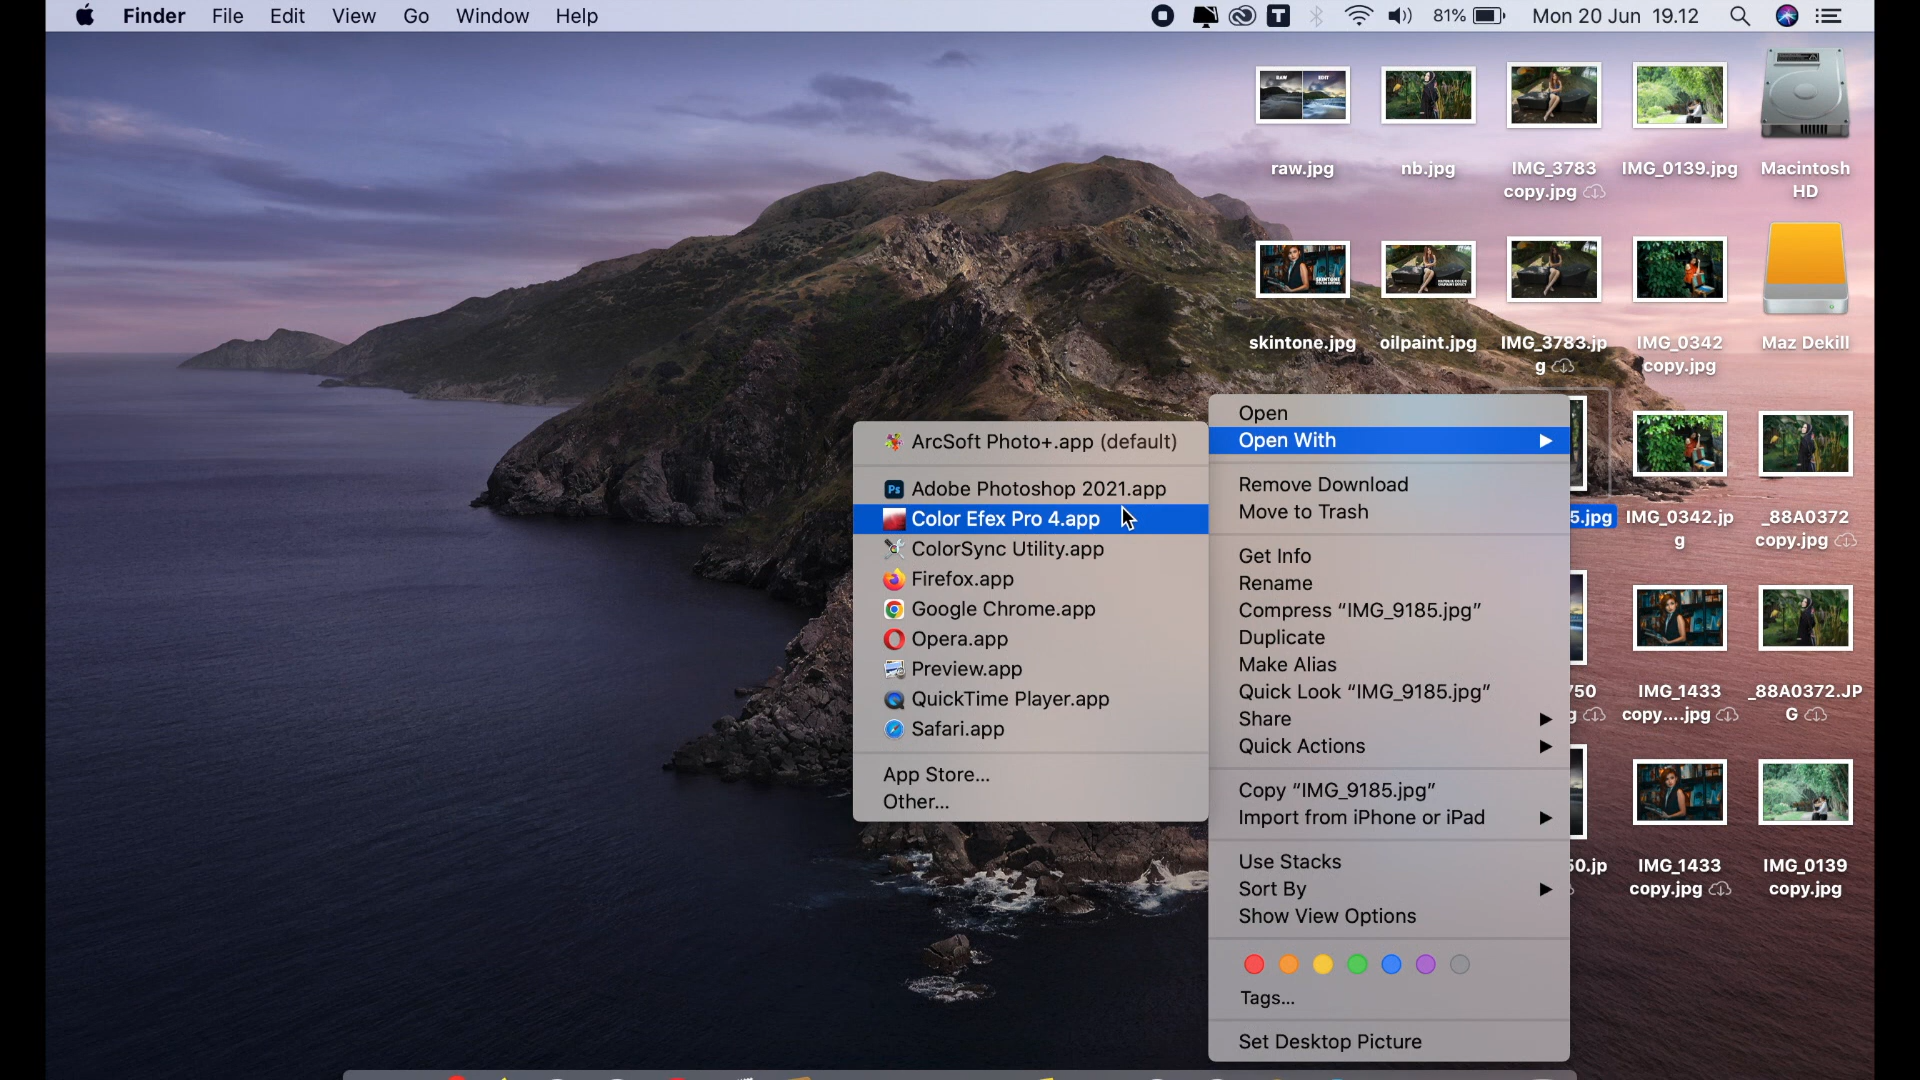 Finder File Edit View Go Window Help
81% Mon 20 Jun 19.12
raw.jpg
nb.jpg
IMG_3783
copy.jpg
IMG_0139.jpg
Macintosh
HD
skintone.jpg
oilpaint.jpg
IMG_3783.jp
g
IMG_0342
copy.jpg
Maz Dekill
5.jpg
IMG_0342.jp
g
_88A0372
copy.jpg
750
g
IMG_1433
copy....jpg
_88A0372.JP
G
50.jp
IMG_1433
copy.jpg
IMG_0139
copy.jpg
Open
Open With
Remove Download
Move to Trash
Get Info
Rename
Compress “IMG_9185.jpg”
Duplicate
Make Alias
Quick Look “IMG_9185.jpg”
Share
Quick Actions
Copy “IMG_9185.jpg”
Import from iPhone or iPad
Use Stacks
Sort By
Show View Options
Tags...
Set Desktop Picture
ArcSoft Photo+.app (default)
Adobe Photoshop 2021.app
Color Efex Pro 4.app
ColorSync Utility.app
Firefox.app
Google Chrome.app
Opera.app
Preview.app
QuickTime Player.app
Safari.app
App Store...
Other...